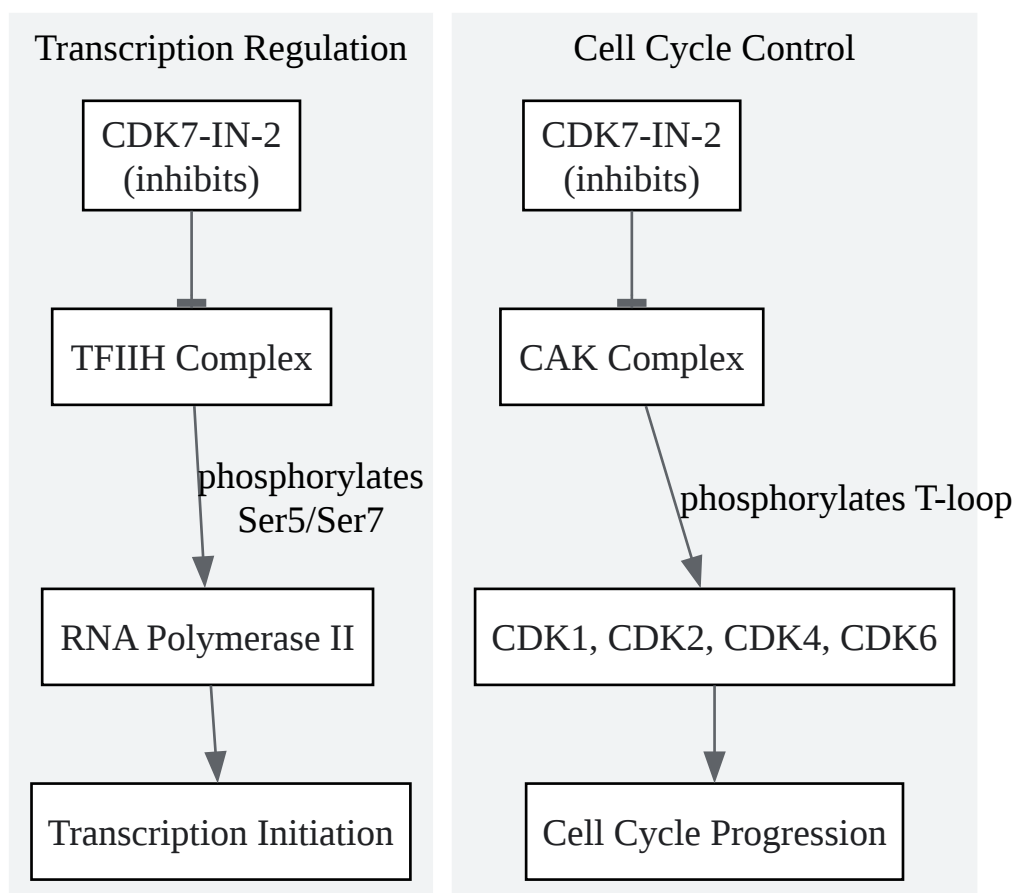 Transcription Regulation
CDK7-IN-2
(inhibits)
TFIIH Complex
phosphorylates
Ser5/Ser7
RNA Polymerase II
Transcription Initiation
Cell Cycle Control
CDK7-IN-2
(inhibits)
CAK Complex
phosphorylates T-loop
CDK1, CDK2, CDK4, CDK6
Cell Cycle Progression